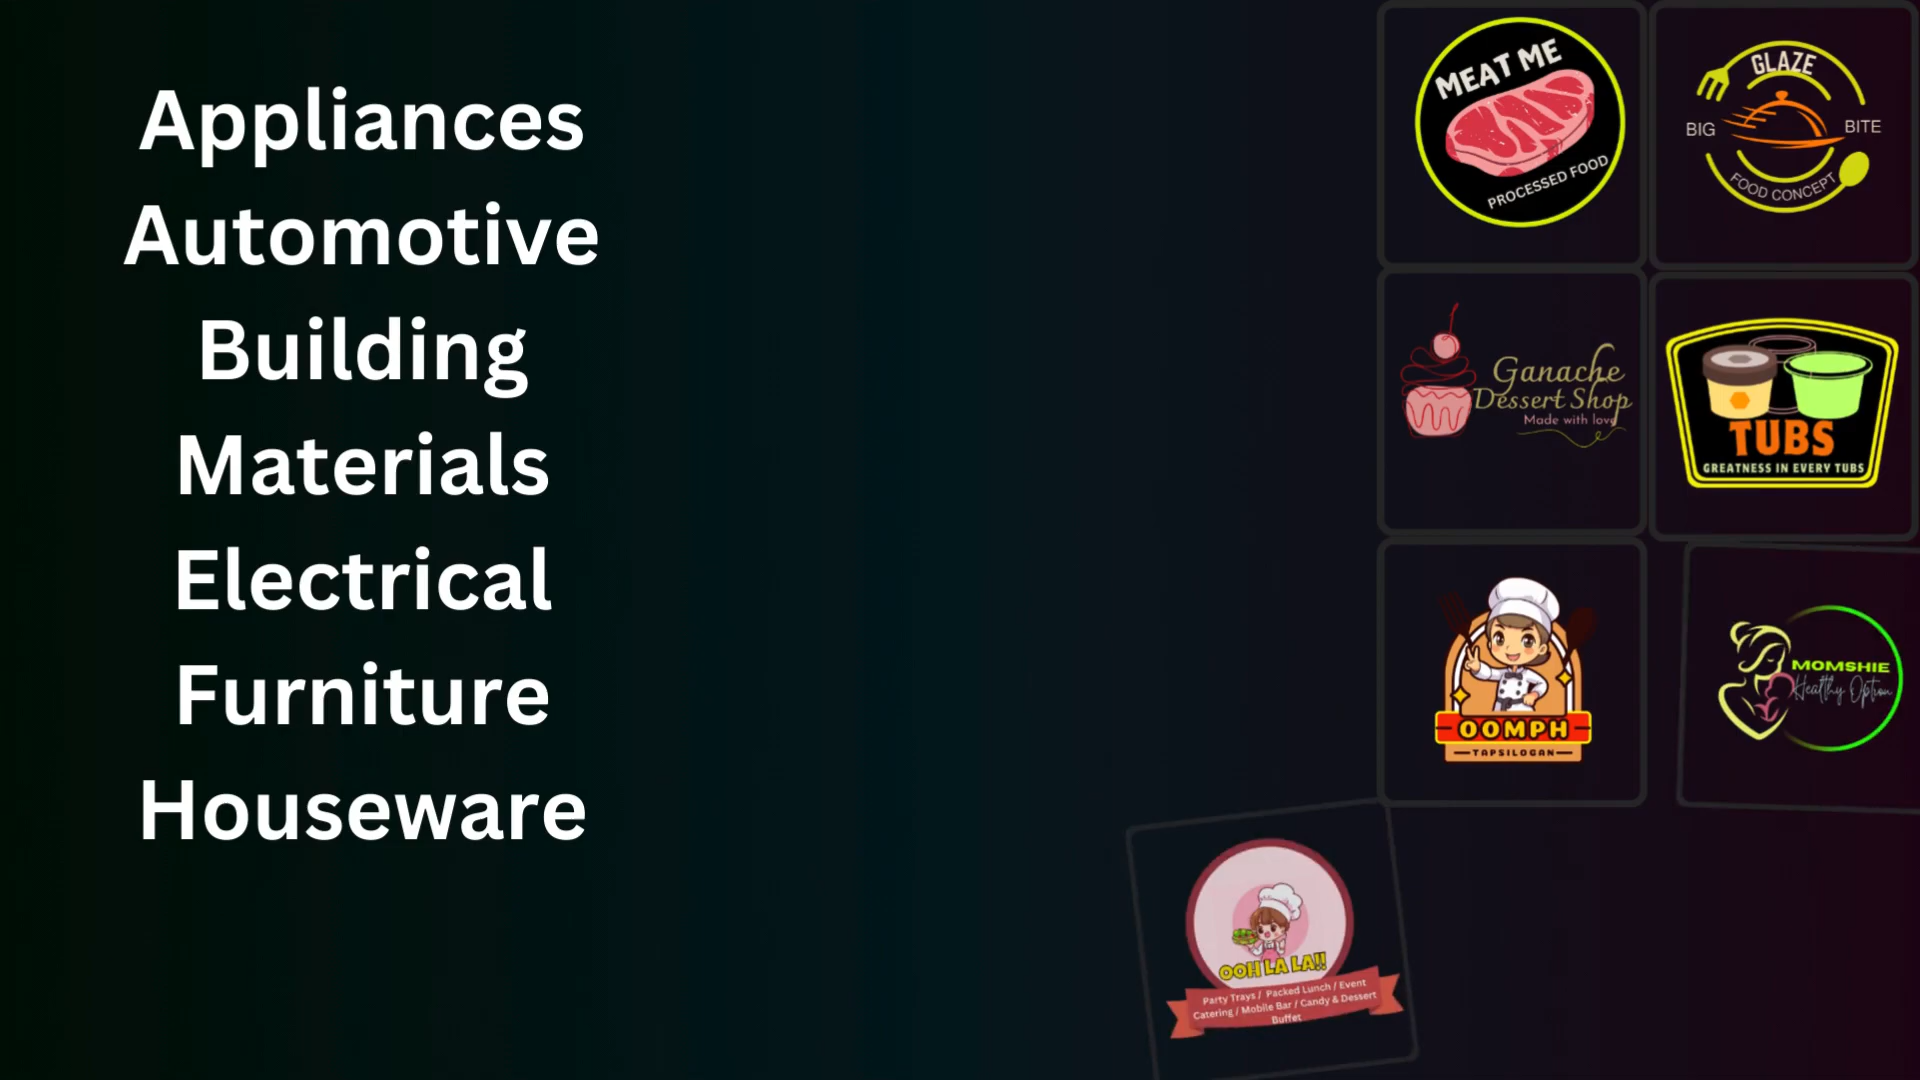 Appliances
Automotive
Building
Materials
Electrical
Furniture
Houseware
MEAT ME
PROCESSED FOOD
GLAZE
BIG
BITE
FOOD CONCEPT
Ganache
Dessert Shop
Made with love
TUBS
GREATNESS IN EVERY TUBS
OOMPH
TAPSILOGAN
MOMSHIE
Healthy Option
OOH LA LA!!
Party Trays / Packed Lunch / Event
Catering / Mobile Bar / Candy & Dessert
Buffet